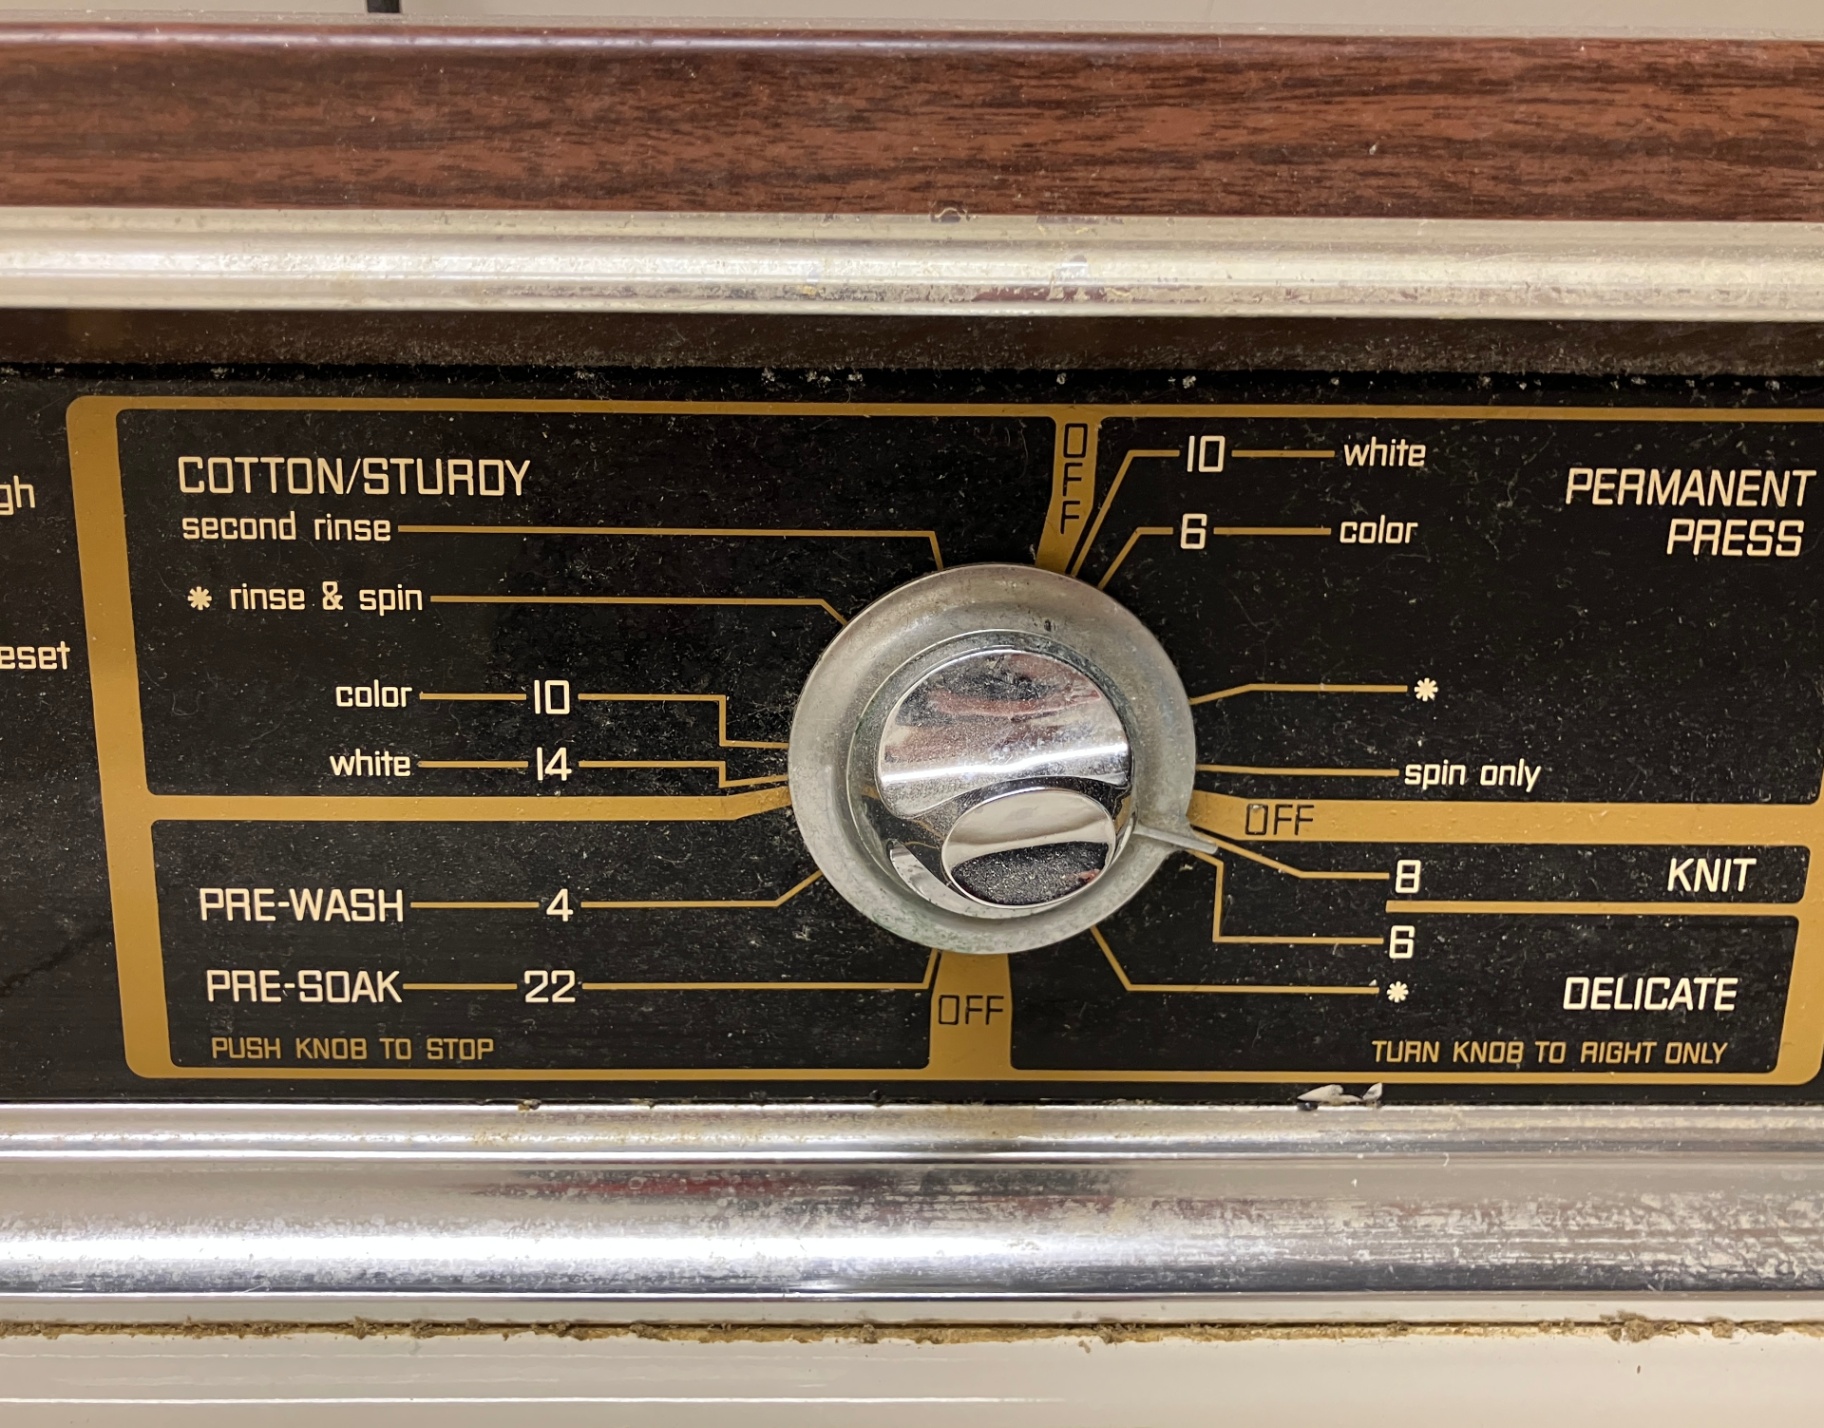 gh
eset
COTTON/STURDY
second rinse
* rinse & spin
color 10
white 14
PRE-WASH 4
PRE-SOAK 22
PUSH KNOB TO STOP
OFF
10 white
6 color
PERMANENT
PRESS
*
spin only
OFF
8 KNIT
6
* DELICATE
TURN KNOB TO RIGHT ONLY
OFF